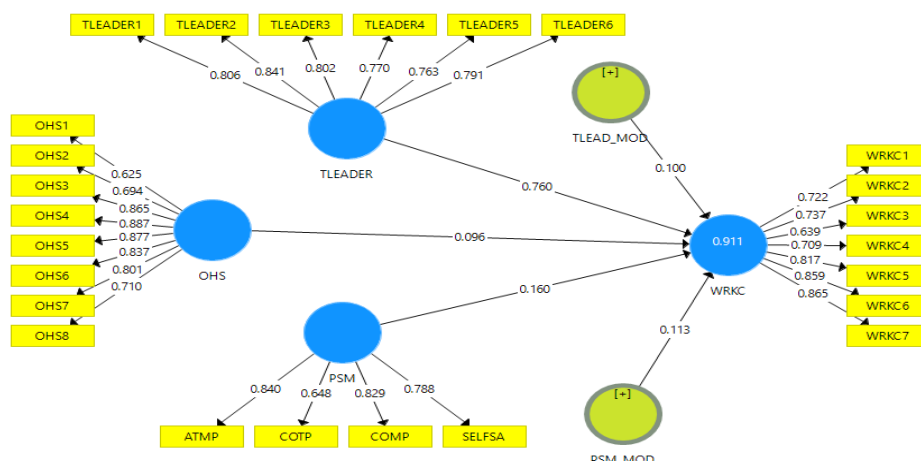 TLEADER1 TLEADER2 TLEADER3 TLEADER4 TLEADER5 TLEADER6
0.806 0.841 0.802 0.770 0.763 0.791
TLEADER
[+]
TLEAD_MOD
0.100
OHS1
OHS2
OHS3
OHS4
OHS5
OHS6
OHS7
OHS8
0.625
0.694
0.865
0.887
0.877
0.837
0.801
0.710
OHS
0.760
0.096
0.160
0.113
0.911
WRKC
0.722
0.737
0.639
0.709
0.817
0.859
0.865
WRKC1
WRKC2
WRKC3
WRKC4
WRKC5
WRKC6
WRKC7
PSM
0.840 0.648 0.829 0.788
ATMP COTP COMP SELFSA
[+]
PSM_MOD